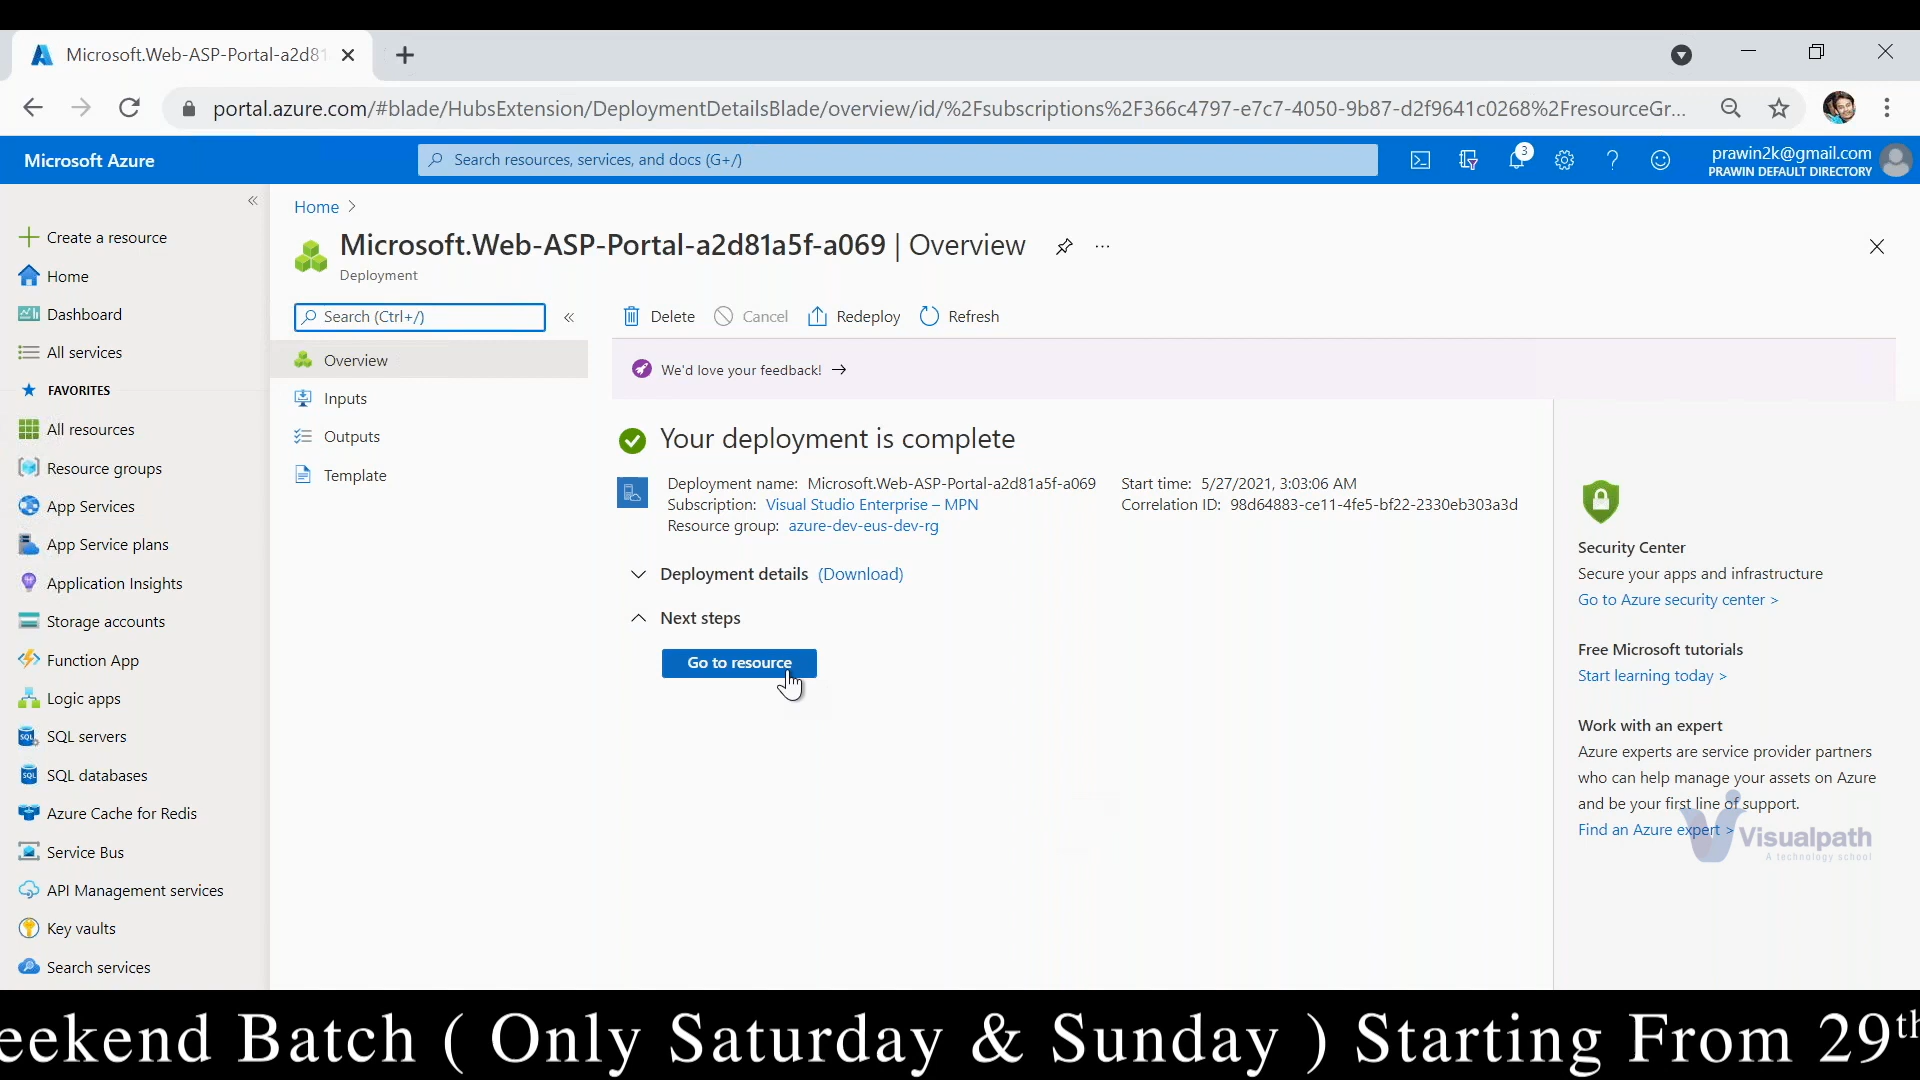 Microsoft.Web-ASP-Portal-a2d81
portal.azure.com/#blade/HubsExtension/DeploymentDetailsBlade/overview/id/%2Fsubscriptions%2F366c4797-e7c7-4050-9b87-d2f9641c0268%2FresourceGr...
Microsoft Azure
Search resources, services, and docs (G+/)
3
prawin2k@gmail.com
PRAWIN DEFAULT DIRECTORY
Create a resource
Home
Dashboard
All services
FAVORITES
All resources
Resource groups
App Services
App Service plans
Application Insights
Storage accounts
Function App
Logic apps
SQL servers
SQL databases
Azure Cache for Redis
Service Bus
API Management services
Key vaults
Search services
Home >
Microsoft.Web-ASP-Portal-a2d81a5f-a069 | Overview
Deployment
Search (Ctrl+/)
Overview
Inputs
Outputs
Template
Delete
Cancel
Redeploy
Refresh
We'd love your feedback! →
Your deployment is complete
Deployment name: Microsoft.Web-ASP-Portal-a2d81a5f-a069
Subscription: Visual Studio Enterprise – MPN
Resource group: azure-dev-eus-dev-rg
Start time: 5/27/2021, 3:03:06 AM
Correlation ID: 98d64883-ce11-4fe5-bf22-2330eb303a3d
Deployment details (Download)
Next steps
Go to resource
Security Center
Secure your apps and infrastructure
Go to Azure security center >
Free Microsoft tutorials
Start learning today >
Work with an expert
Azure experts are service provider partners
who can help manage your assets on Azure
and be your first line of support.
Find an Azure expert >
Visualpath
A technology school
eekend Batch ( Only Saturday & Sunday ) Starting From 29th